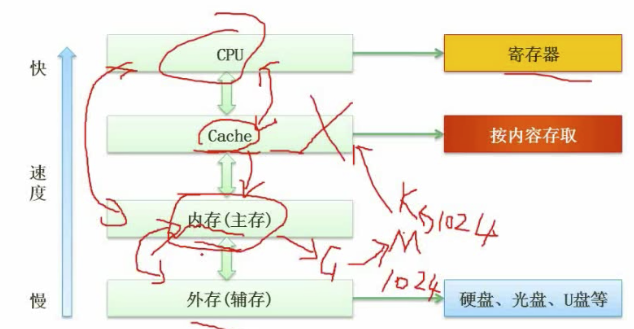 快
CPU
寄存器
Cache
按内容存取
速
度
内存(主存)
K 1024
G
M
1024
慢
外存(辅存)
硬盘、光盘、U盘等